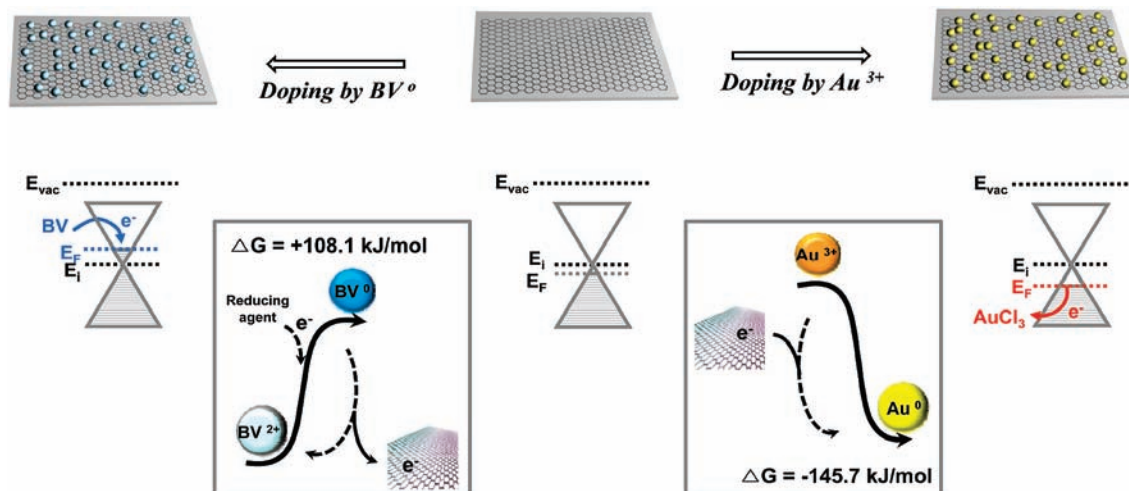 Doping by BV⁰
Doping by Au³⁺
E_vac
BV
e⁻
E_F
E_i
△G = +108.1 kJ/mol
BV⁰
Reducing
agent
e⁻
BV²⁺
e⁻
E_vac
E_i
E_F
Au³⁺
e⁻
Au⁰
△G = -145.7 kJ/mol
E_vac
E_i
E_F
AuCl₃
e⁻